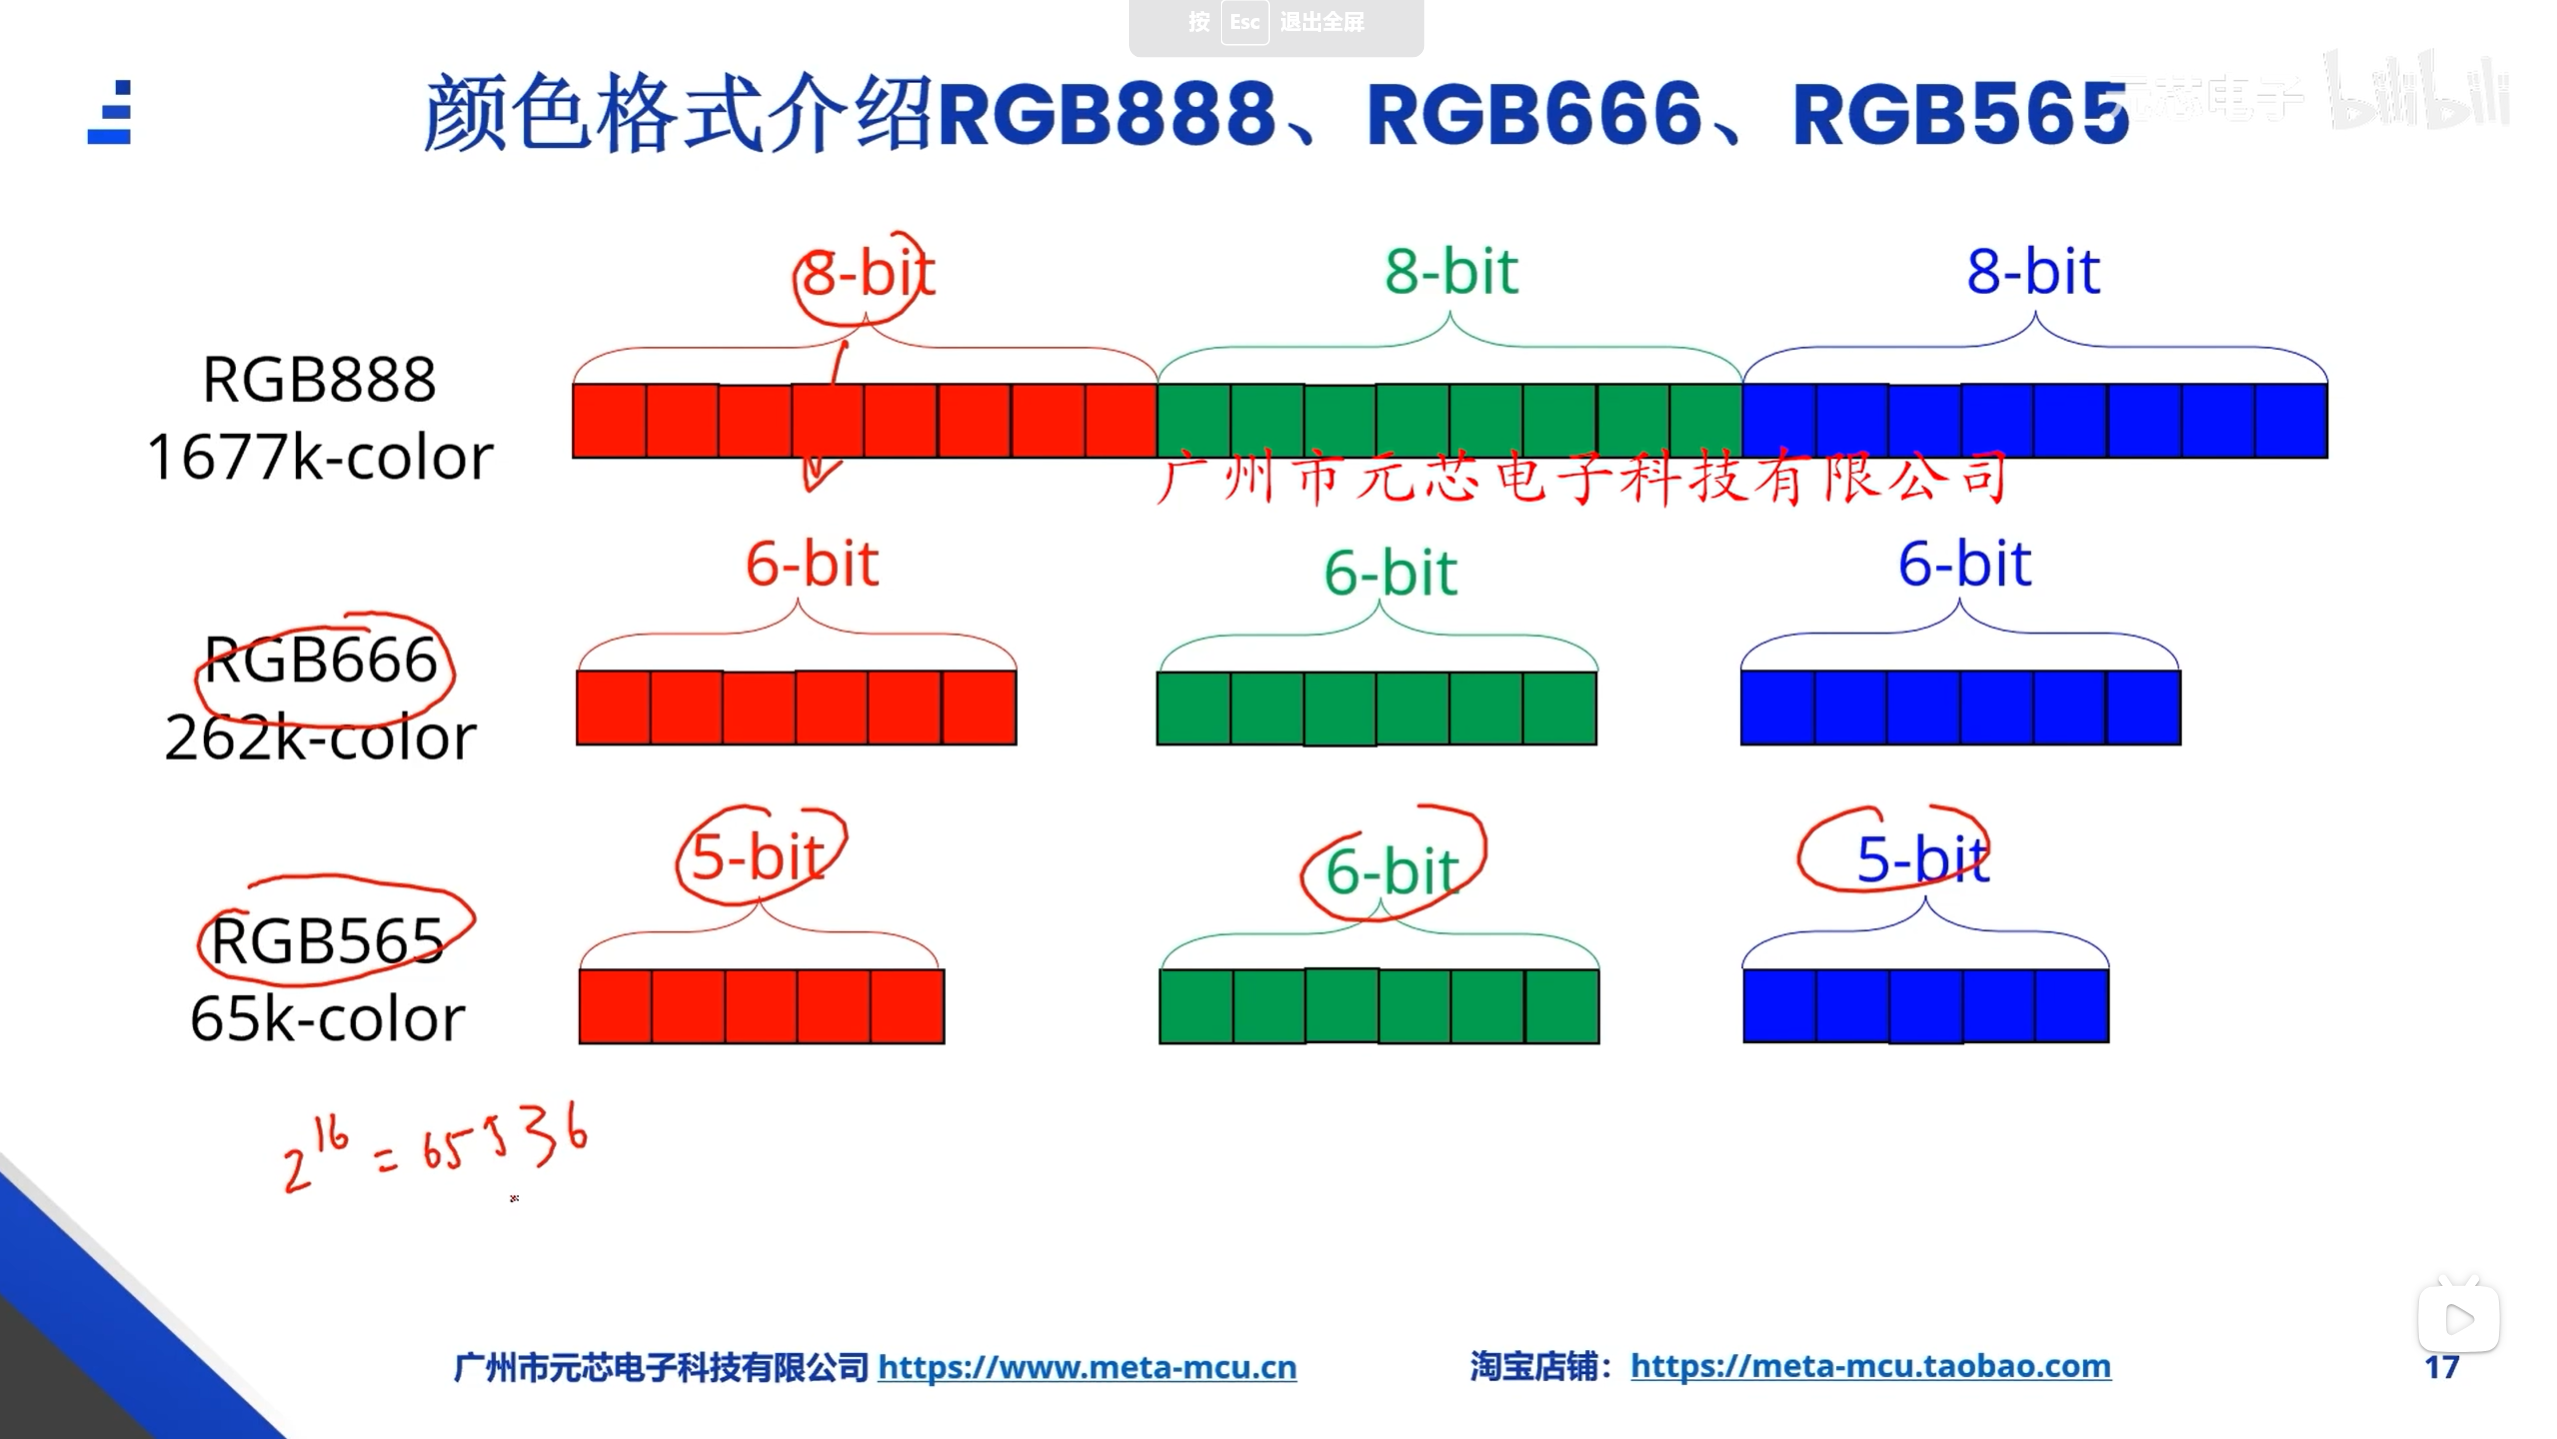 按 Esc 退出全屏
颜色格式介绍RGB888、RGB666、RGB565
元芯电子 bilibili
8-bit 8-bit 8-bit
RGB888
1677k-color
广州市元芯电子科技有限公司
6-bit 6-bit 6-bit
RGB666
262k-color
5-bit 6-bit 5-bit
RGB565
65k-color
2^16 = 65536
广州市元芯电子科技有限公司 https://www.meta-mcu.cn 淘宝店铺：https://meta-mcu.taobao.com 17